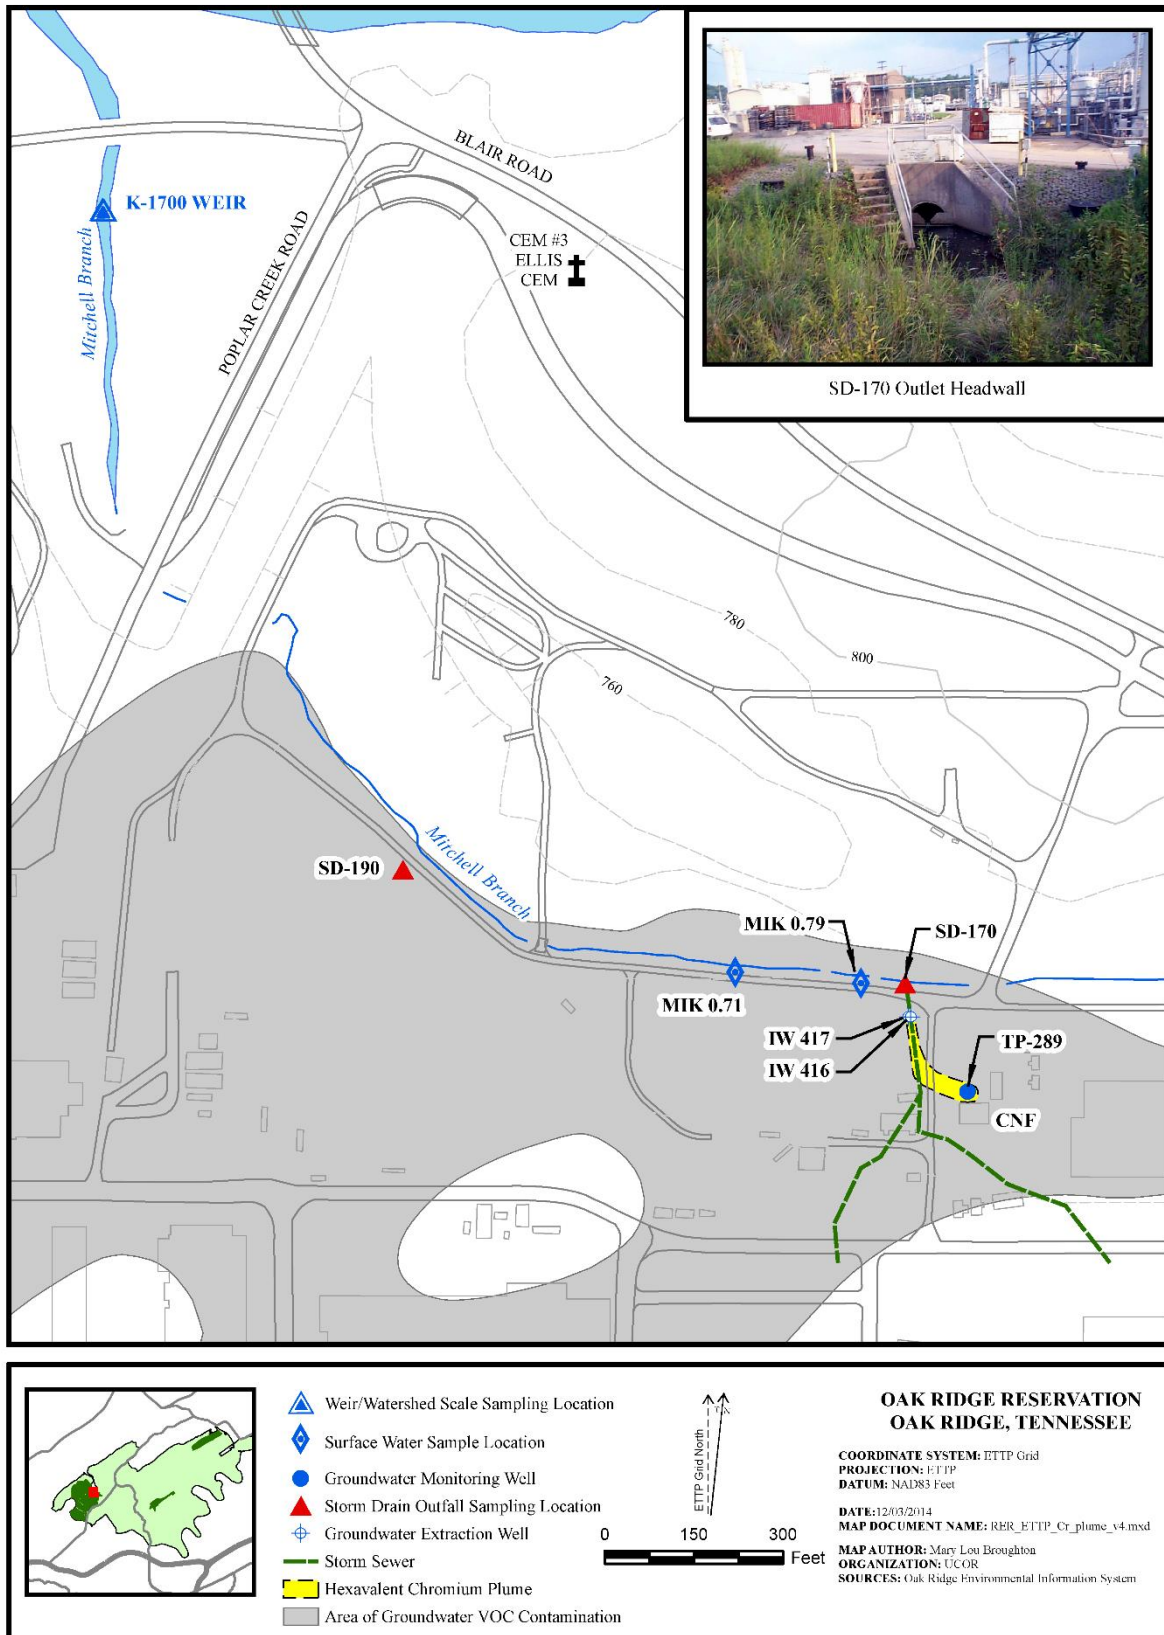 K-1700 WEIR
Mitchell Branch
POPLAR CREEK ROAD
BLAIR ROAD
CEM #3
ELLIS
CEM
SD-170 Outlet Headwall
780
800
760
Mitchell Branch
SD-190
MIK 0.79
SD-170
MIK 0.71
IW 417
IW 416
TP-289
CNF
Weir/Watershed Scale Sampling Location
Surface Water Sample Location
Groundwater Monitoring Well
Storm Drain Outfall Sampling Location
Groundwater Extraction Well
Storm Sewer
Hexavalent Chromium Plume
Area of Groundwater VOC Contamination
ETTP Grid North
0 150 300
Feet
OAK RIDGE RESERVATION
OAK RIDGE, TENNESSEE
COORDINATE SYSTEM: ETTP Grid
PROJECTION: ETTP
DATUM: NAD83 Feet
DATE:12/03/2014
MAP DOCUMENT NAME: RER_ETTP_Cr_plume_v4.mxd
MAP AUTHOR: Mary Lou Broughton
ORGANIZATION: UCOR
SOURCES: Oak Ridge Environmental Information System